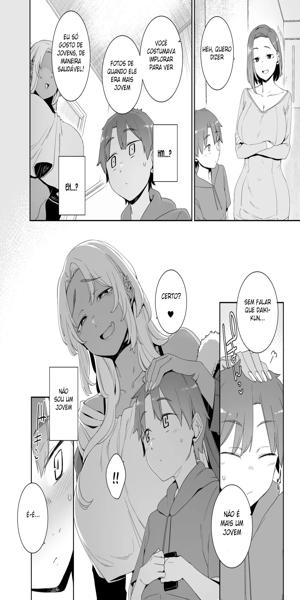 HEH, QUERO
DIZER
VOCÊ
COSTUMAVA
IMPLORAR
PARA VER
FOTOS DE
QUANDO ELE
ERA MAIS
JOVEM
HM...?
EU SÓ
GOSTO DE
JOVENS, DE
MANEIRA
SAUDÁVEL!
EH...?
SEM FALAR
QUE DAIKI-
KUN...
NÃO É
MAIS UM
JOVEM
CERTO?
♥
!!
NÃO
SOU UM
JOVEM
É-É...